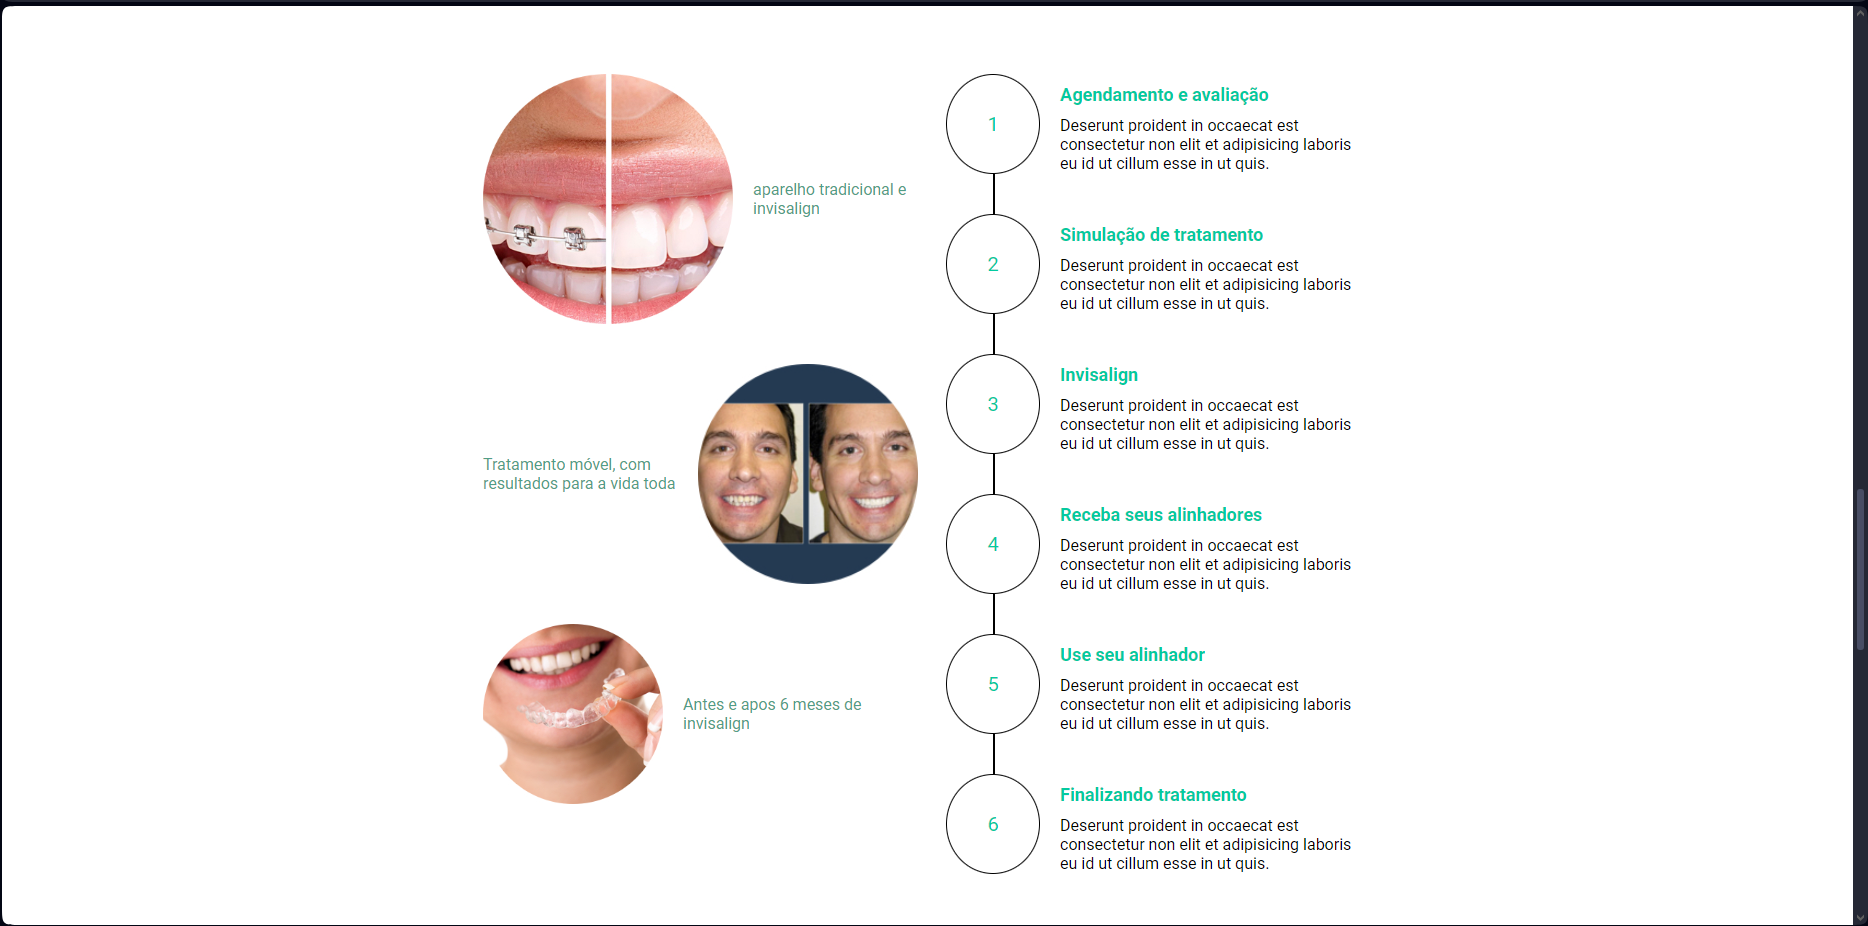 aparelho tradicional e
invisalign
Tratamento móvel, com
resultados para a vida toda
Antes e apos 6 meses de
invisalign
1
Agendamento e avaliação
Deserunt proident in occaecat est
consectetur non elit et adipisicing laboris
eu id ut cillum esse in ut quis.
2
Simulação de tratamento
Deserunt proident in occaecat est
consectetur non elit et adipisicing laboris
eu id ut cillum esse in ut quis.
3
Invisalign
Deserunt proident in occaecat est
consectetur non elit et adipisicing laboris
eu id ut cillum esse in ut quis.
4
Receba seus alinhadores
Deserunt proident in occaecat est
consectetur non elit et adipisicing laboris
eu id ut cillum esse in ut quis.
5
Use seu alinhador
Deserunt proident in occaecat est
consectetur non elit et adipisicing laboris
eu id ut cillum esse in ut quis.
6
Finalizando tratamento
Deserunt proident in occaecat est
consectetur non elit et adipisicing laboris
eu id ut cillum esse in ut quis.